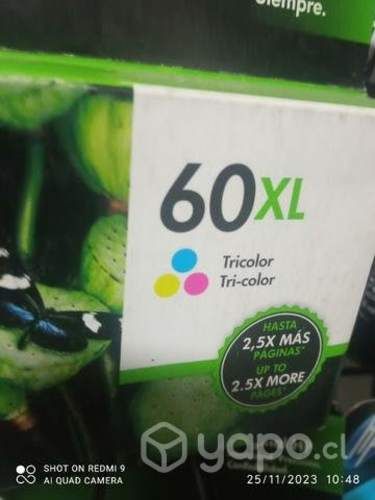 Siempre.
60XL
Tricolor
Tri-color
HASTA
2,5X MÁS
PÁGINAS*
UP TO
2.5X MORE
PAGES*
yapo.cl
SHOT ON REDMI 9
AI QUAD CAMERA
25/11/2023 10:48